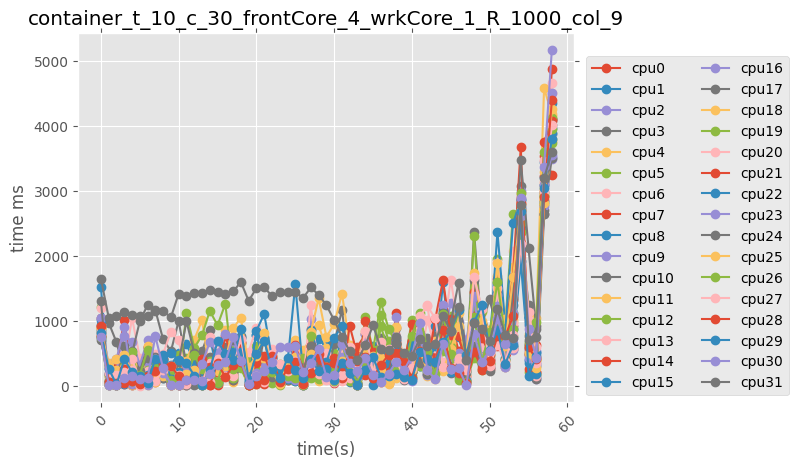 container_t_10_c_30_frontCore_4_wrkCore_1_R_1000_col_9
time ms
5000
4000
3000
2000
1000
0
0
10
20
30
40
50
60
time(s)
cpu0
cpu1
cpu2
cpu3
cpu4
cpu5
cpu6
cpu7
cpu8
cpu9
cpu10
cpu11
cpu12
cpu13
cpu14
cpu15
cpu16
cpu17
cpu18
cpu19
cpu20
cpu21
cpu22
cpu23
cpu24
cpu25
cpu26
cpu27
cpu28
cpu29
cpu30
cpu31